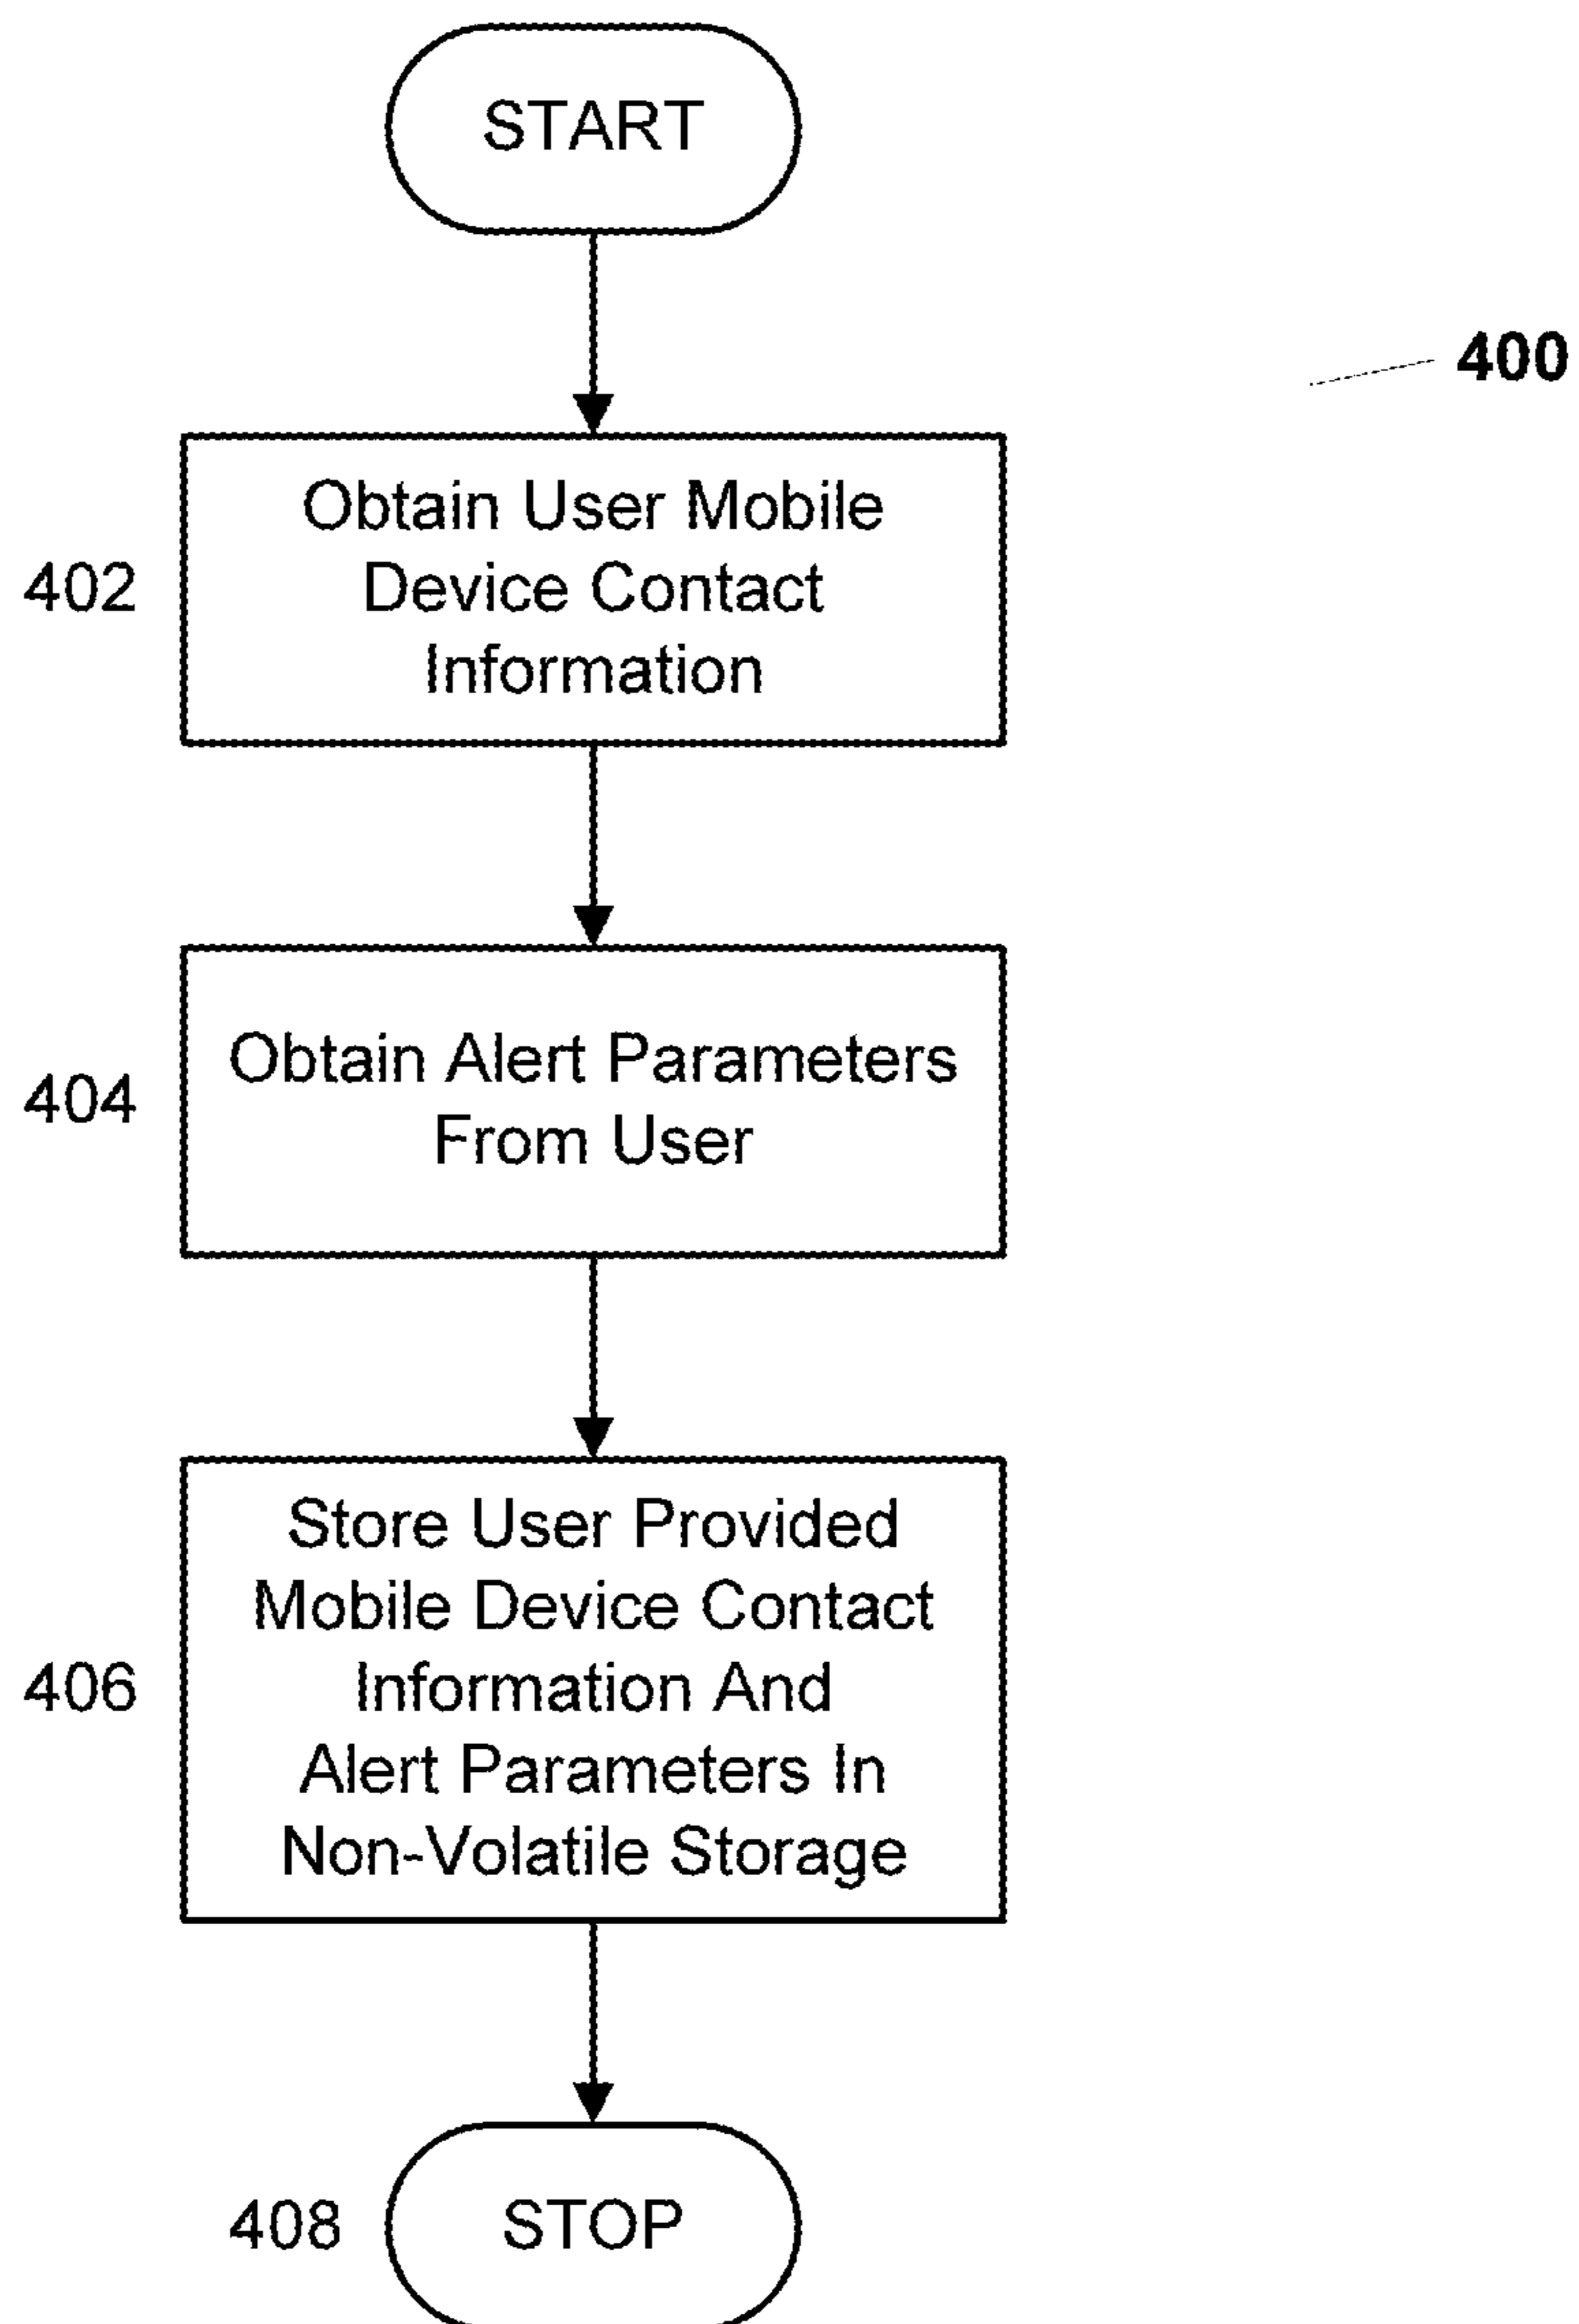 START
400
402
Obtain User Mobile
Device Contact
Information
404
Obtain Alert Parameters
From User
406
Store User Provided
Mobile Device Contact
Information And
Alert Parameters In
Non-Volatile Storage
408
STOP